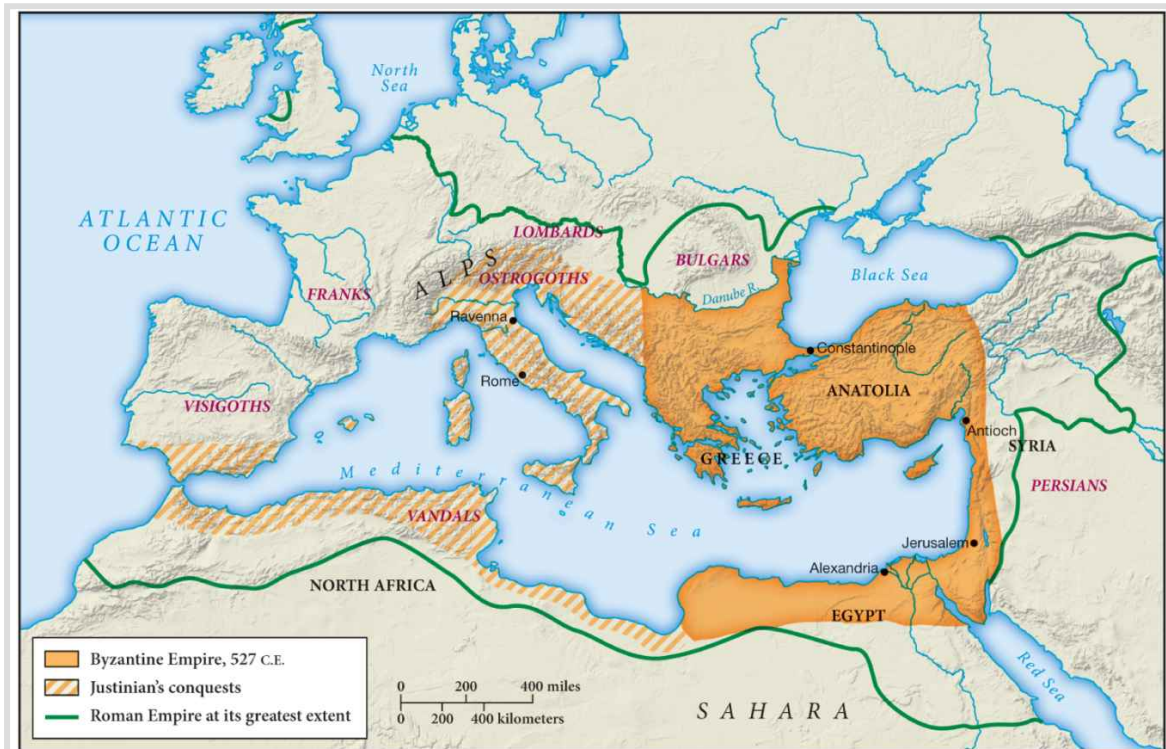 North
Sea
ATLANTIC
OCEAN
LOMBARDS
ALPS
OSTROGOTHS
BULGARS
Black Sea
FRANKS
Danube R.
Ravenna
Constantinople
Rome
ANATOLIA
VISIGOTHS
Antioch
GREECE
SYRIA
Mediterranean Sea
PERSIANS
VANDALS
Jerusalem
Alexandria
NORTH AFRICA
EGYPT
Red Sea
SAHARA
Byzantine Empire, 527 C.E.
Justinian's conquests
Roman Empire at its greatest extent
0 200 400 miles
0 200 400 kilometers